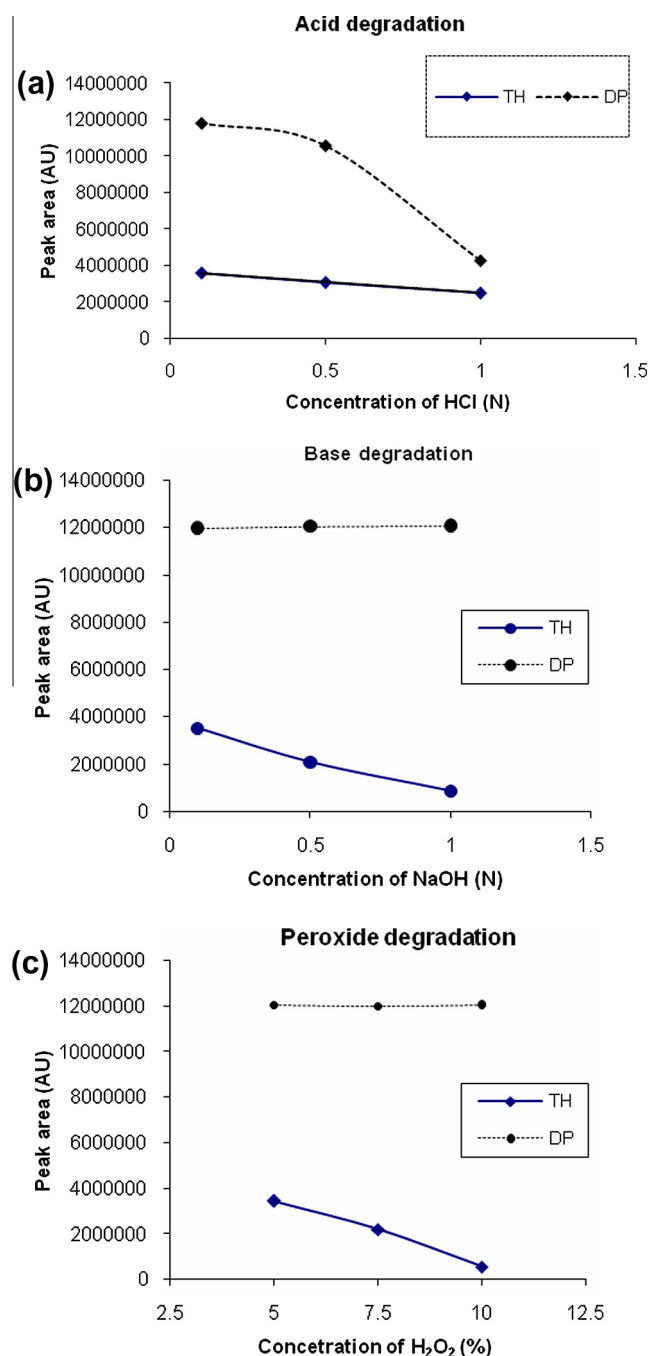 Acid degradation
(a)
TH DP
14000000
12000000
10000000
8000000
6000000
4000000
2000000
0
Peak area (AU)
0 0.5 1 1.5
Concentration of HCl (N)
Base degradation
(b)
14000000
12000000
10000000
8000000
6000000
4000000
2000000
0
Peak area (AU)
TH
DP
0 0.5 1 1.5
Concentration of NaOH (N)
Peroxide degradation
(c)
14000000
12000000
10000000
8000000
6000000
4000000
2000000
0
Peak area (AU)
TH
DP
2.5 5 7.5 10 12.5
Concetration of H₂O₂ (%)